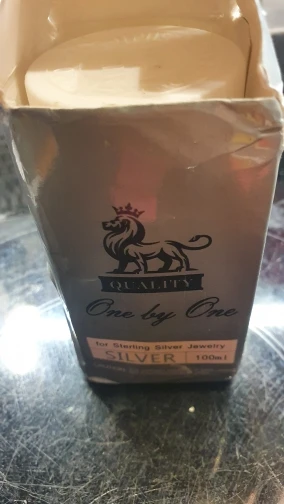 QUALITY
One by One
for Sterling Silver Jewelry
SILVER 100ml